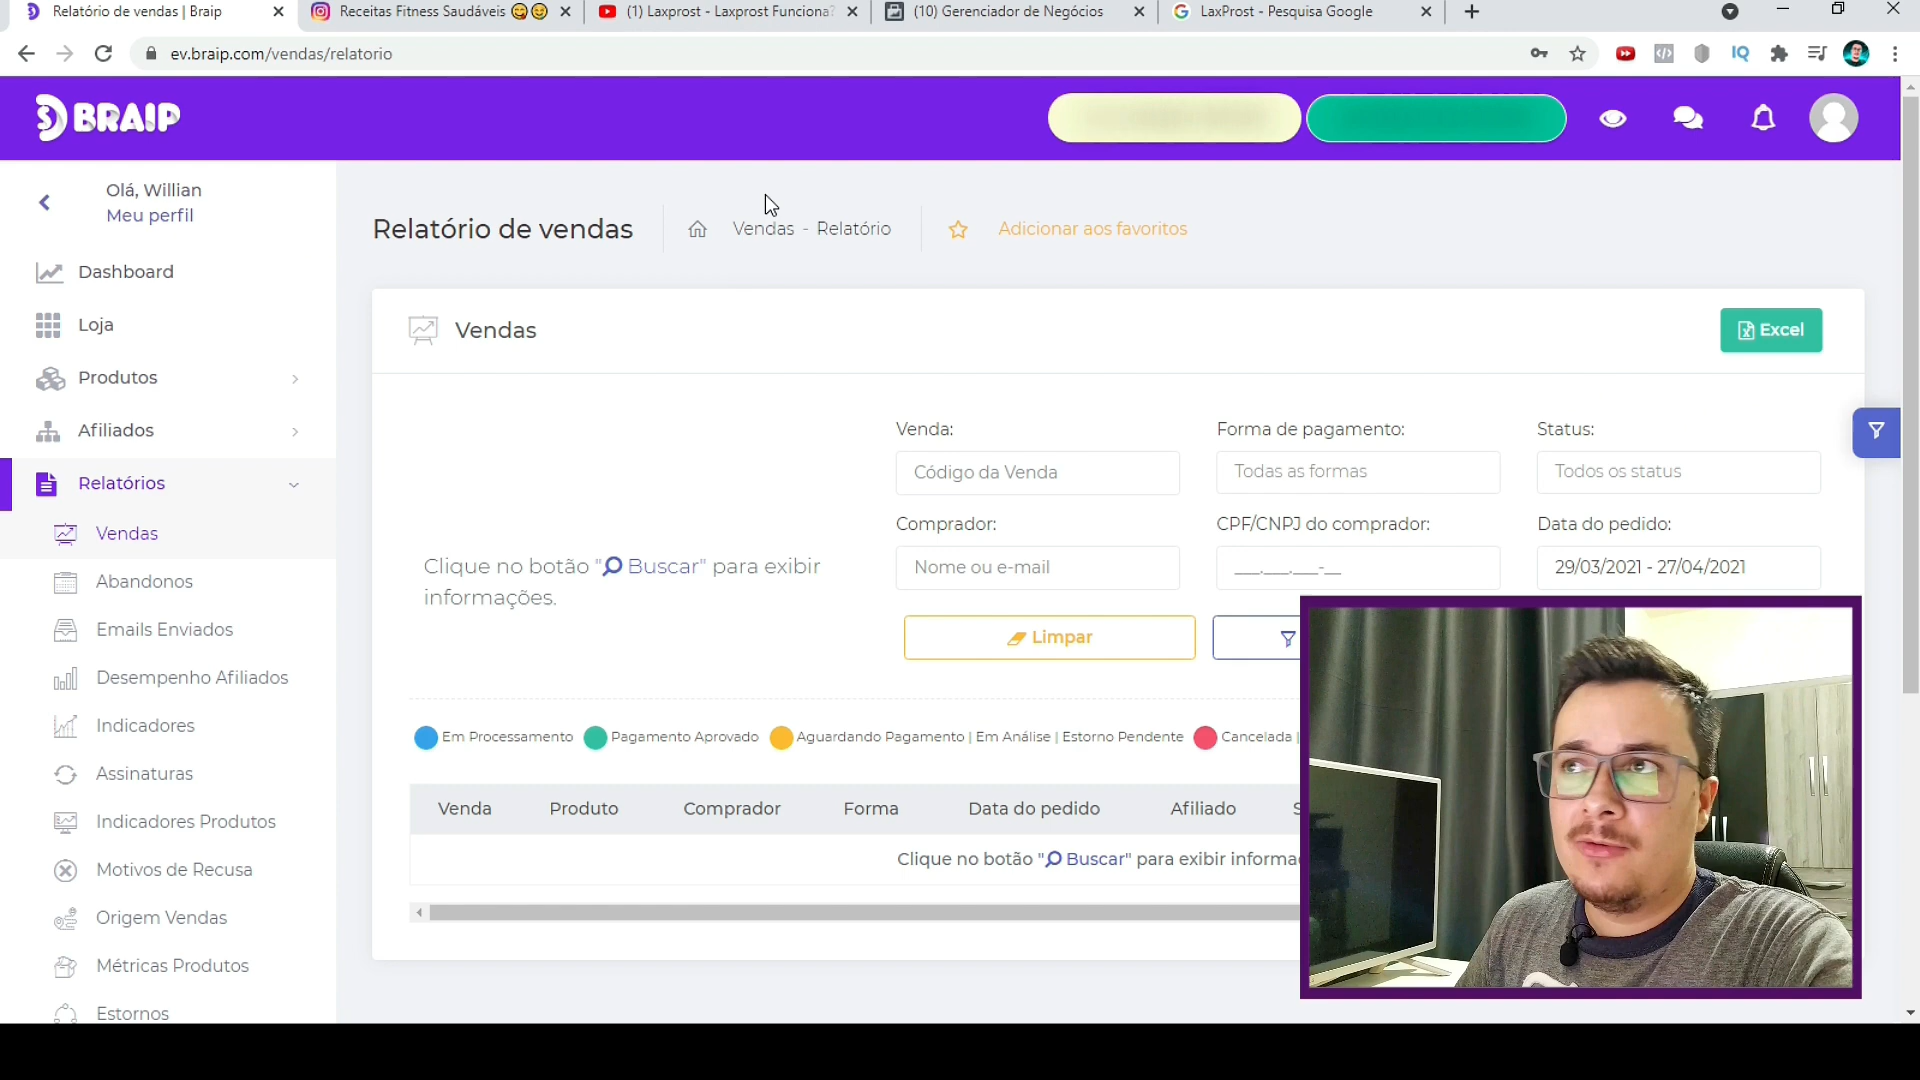 Relatório de vendas | Braip
Receitas Fitness Saudáveis
(1) Laxprost - Laxprost Funciona?
(10) Gerenciador de Negócios
LaxProst - Pesquisa Google
ev.braip.com/vendas/relatorio
IQ
BRAIP
Olá, Willian
Meu perfil
Dashboard
Loja
Produtos
Afiliados
Relatórios
Vendas
Abandonos
Emails Enviados
Desempenho Afiliados
Indicadores
Assinaturas
Indicadores Produtos
Motivos de Recusa
Origem Vendas
Métricas Produtos
Estornos
Relatório de vendas
Vendas - Relatório
Adicionar aos favoritos
Vendas
Excel
Clique no botão "Buscar" para exibir
informações.
Venda:
Código da Venda
Forma de pagamento:
Todas as formas
Status:
Todos os status
Comprador:
Nome ou e-mail
CPF/CNPJ do comprador:
___.___.___-__
Data do pedido:
29/03/2021 - 27/04/2021
Limpar
Em Processamento
Pagamento Aprovado
Aguardando Pagamento | Em Análise | Estorno Pendente
Cancelada |
Venda
Produto
Comprador
Forma
Data do pedido
Afiliado
Clique no botão "Buscar" para exibir